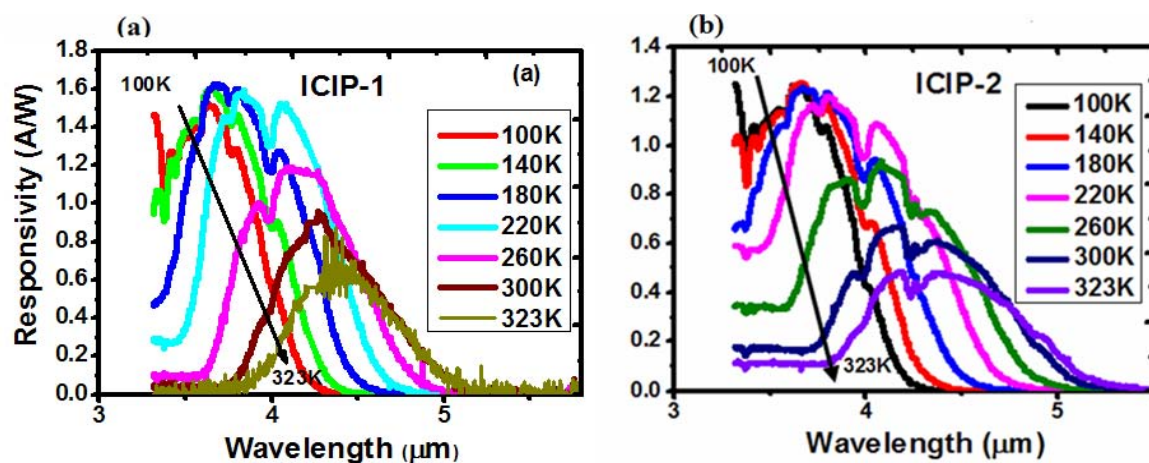 (a)
Responsivity (A/W)
1.8
1.6
1.4
1.2
1.0
0.8
0.6
0.4
0.2
0.0
100K
ICIP-1
(a)
100K
140K
180K
220K
260K
300K
323K
323K
3
4
5
Wavelength (μm)
(b)
1.4
1.2
1.0
0.8
0.6
0.4
0.2
0.0
100K
ICIP-2
100K
140K
180K
220K
260K
300K
323K
323K
3
4
5
Wavelength (μm)